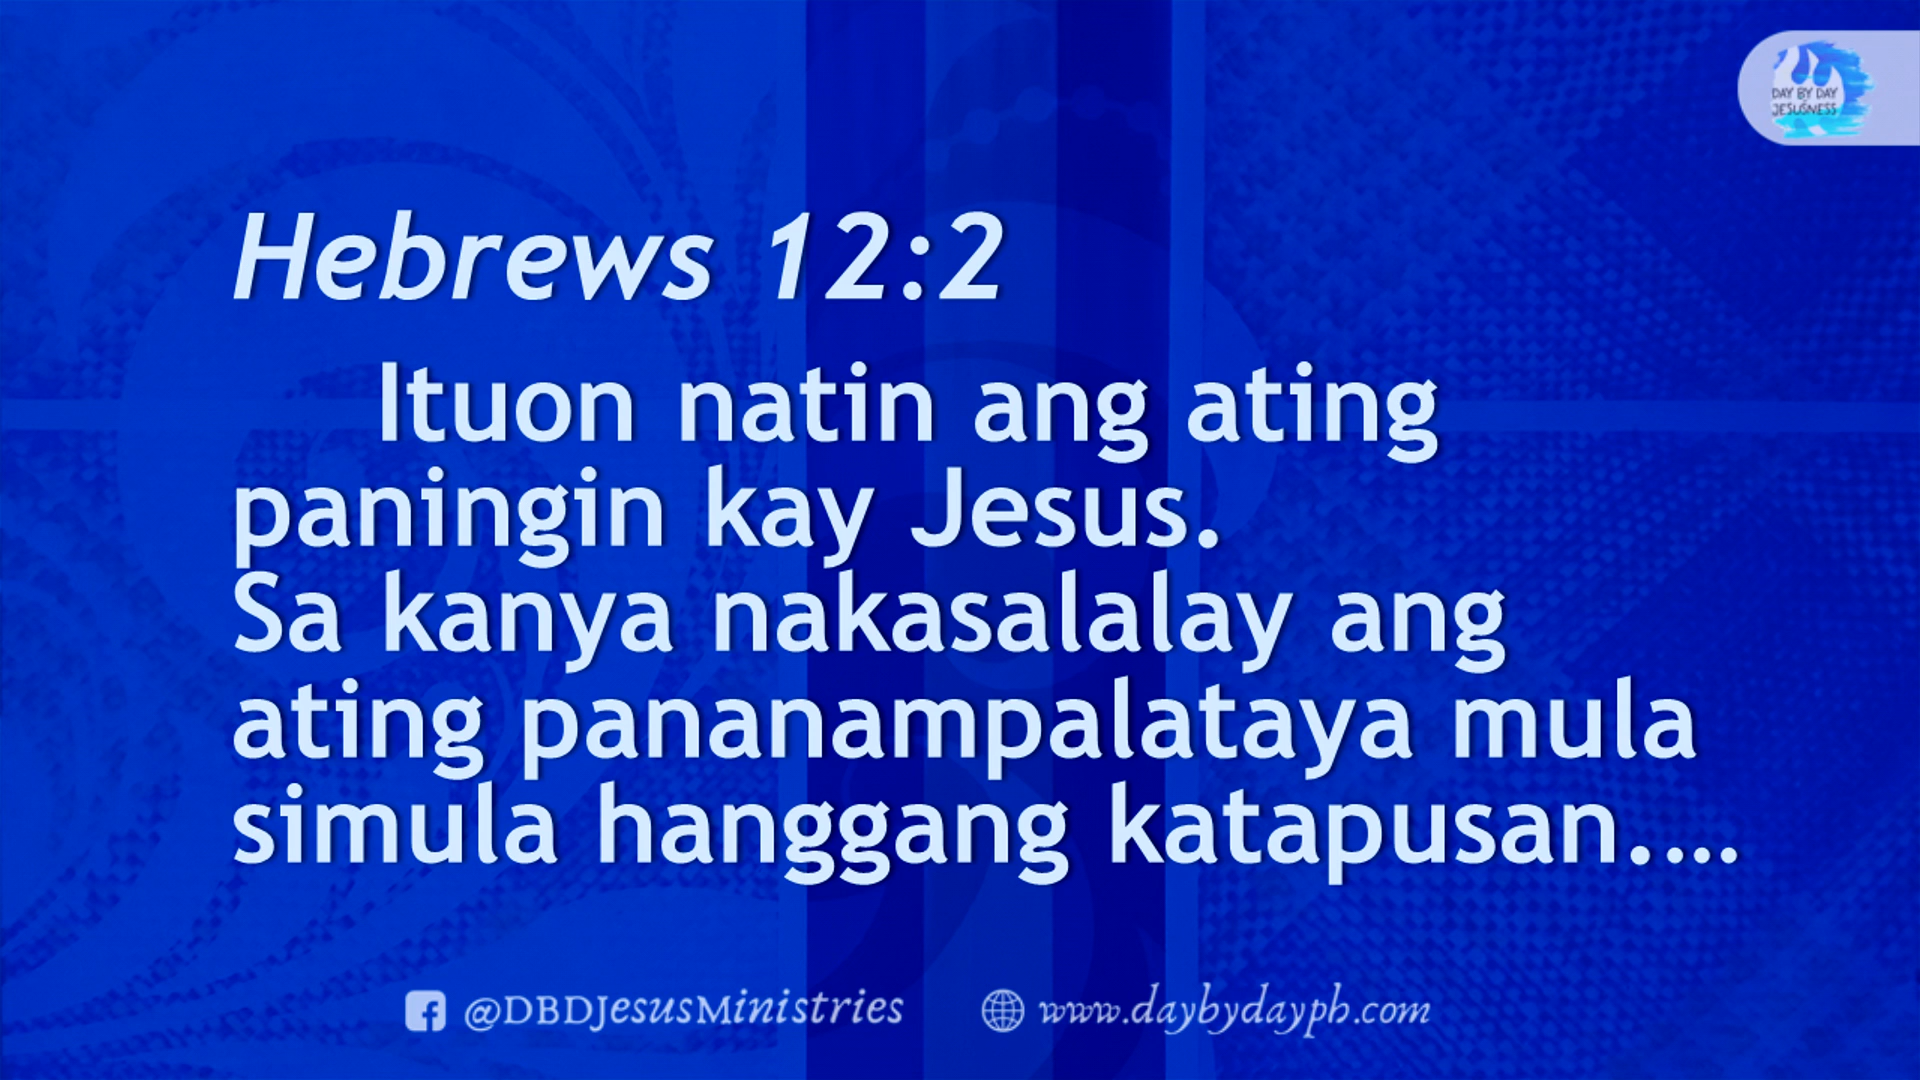 DAY BY DAY
JESUSNESS
Hebrews 12:2
Ituon natin ang ating
paningin kay Jesus.
Sa kanya nakasalalay ang
ating pananampalataya mula
simula hanggang katapusan....
@DBDJesusMinistries
www.daybydayph.com